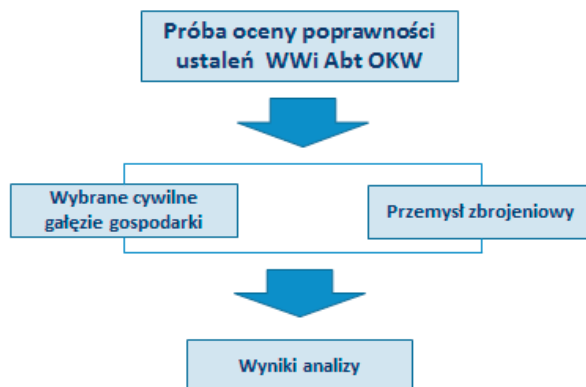 Próba oceny poprawności
ustaleń WWi Abt OKW
Wybrane cywilne
gałęzie gospodarki
Przemysł zbrojeniowy
Wyniki analizy